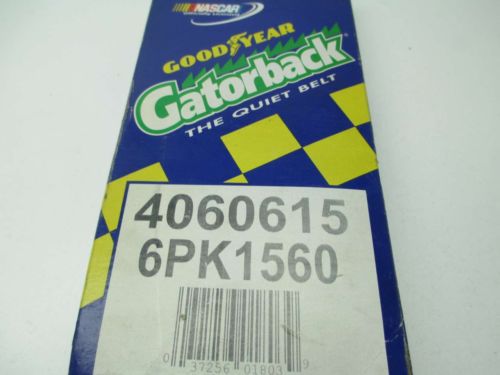 NASCAR
GOODYEAR
Gatorback
THE QUIET BELT
4060615
6PK1560
0 37256 01803 9